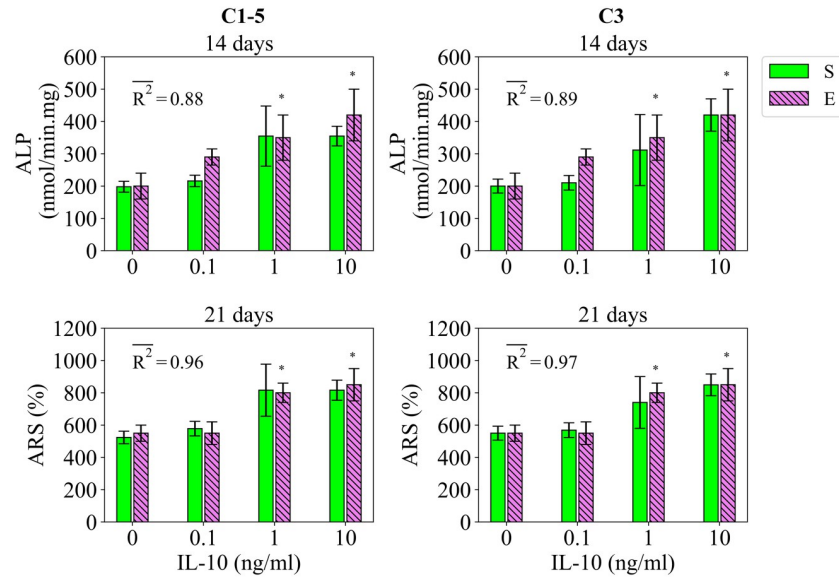 C1-5
C3
14 days
14 days
600
500
400
300
200
100
0
ALP
(nmol/min.mg)
R² = 0.88
*
*
0
0.1
1
10
600
500
400
300
200
100
0
ALP
(nmol/min.mg)
R² = 0.89
*
*
0
0.1
1
10
S
E
21 days
21 days
1200
1000
800
600
400
200
0
ARS (%)
R² = 0.96
*
*
0
0.1
1
10
IL-10 (ng/ml)
1200
1000
800
600
400
200
0
ARS (%)
R² = 0.97
*
*
0
0.1
1
10
IL-10 (ng/ml)